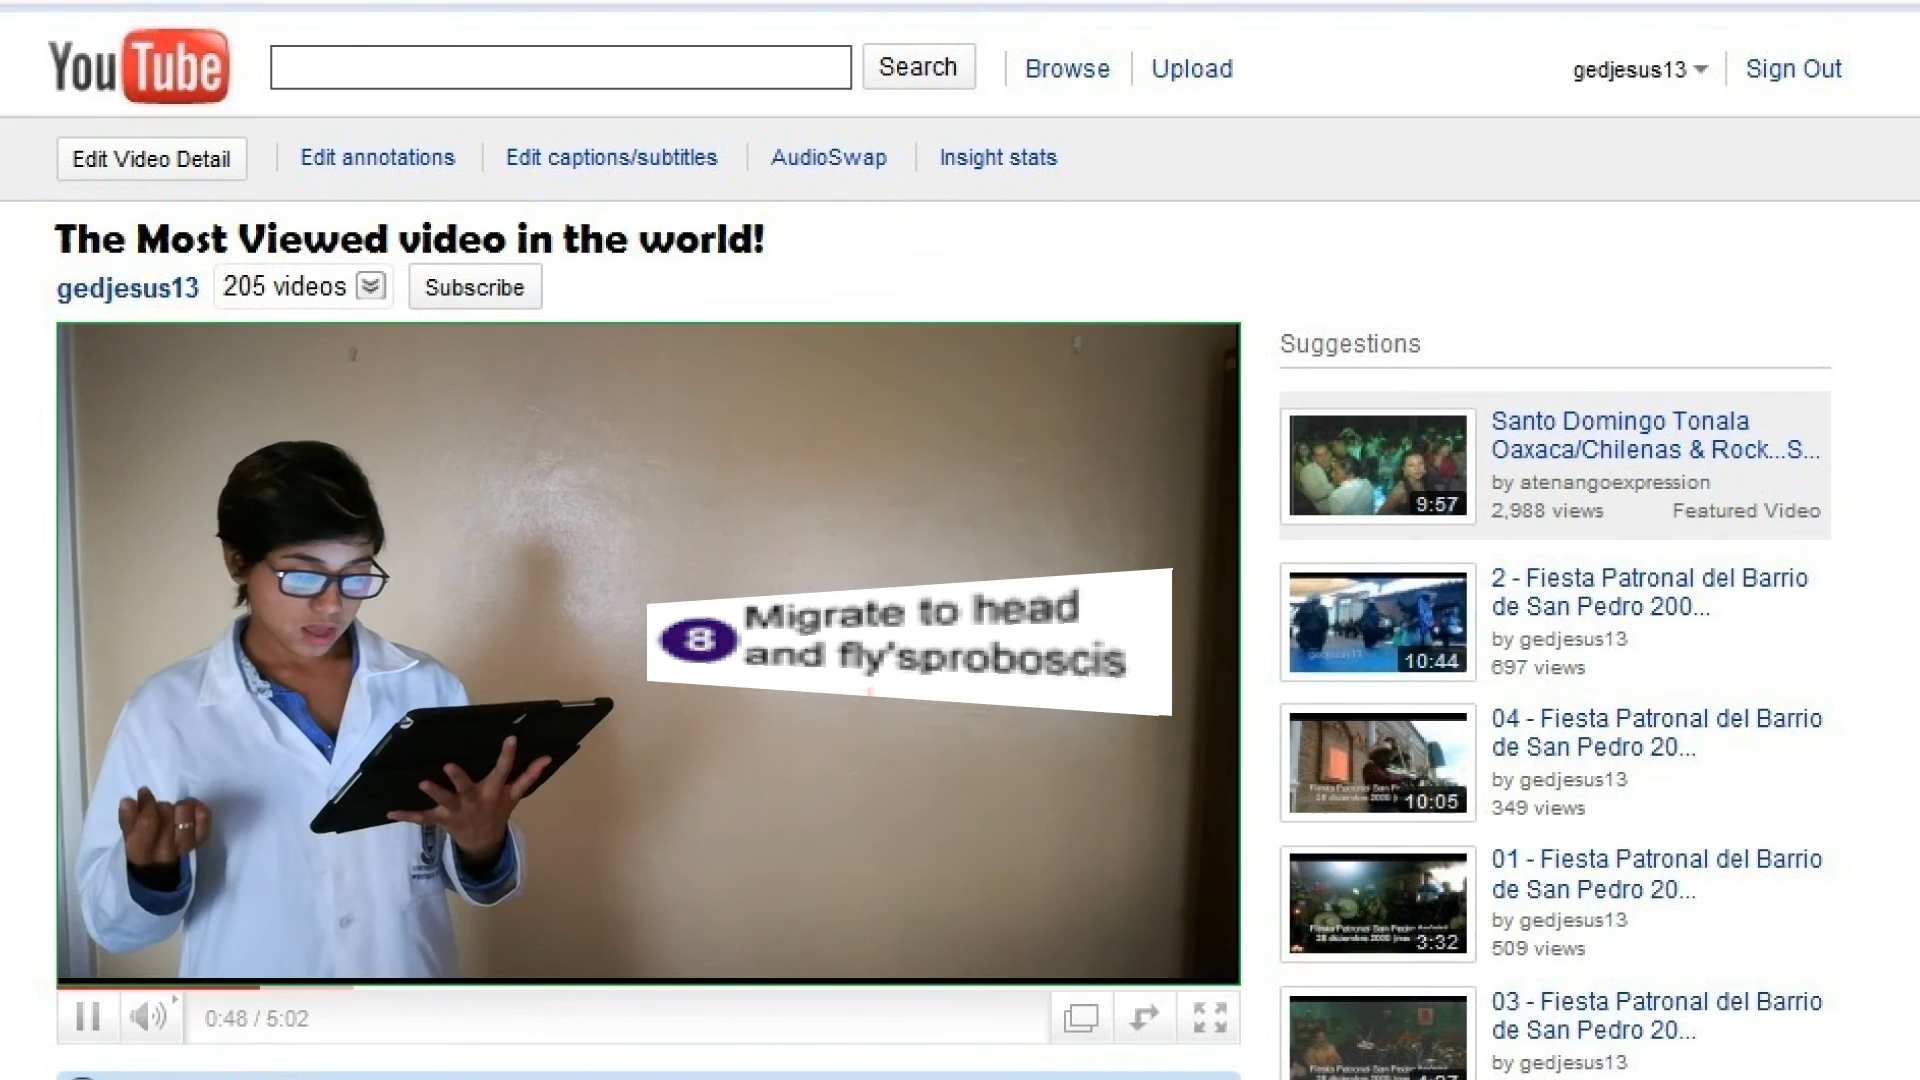 YouTube
Search
Browse
Upload
gedjesus13
Sign Out
Edit Video Detail
Edit annotations
Edit captions/subtitles
AudioSwap
Insight stats
The Most Viewed video in the world!
gedjesus13
205 videos
Subscribe
8 Migrate to head
and fly'sproboscis
0:48 / 5:02
Suggestions
9:57
Santo Domingo Tonala
Oaxaca/Chilenas & Rock...S...
by atenangoexpression
2,988 views
Featured Video
gedjesus13
10:44
2 - Fiesta Patronal del Barrio
de San Pedro 200...
by gedjesus13
697 views
10:05
04 - Fiesta Patronal del Barrio
de San Pedro 20...
by gedjesus13
349 views
3:32
01 - Fiesta Patronal del Barrio
de San Pedro 20...
by gedjesus13
509 views
03 - Fiesta Patronal del Barrio
de San Pedro 20...
by gedjesus13